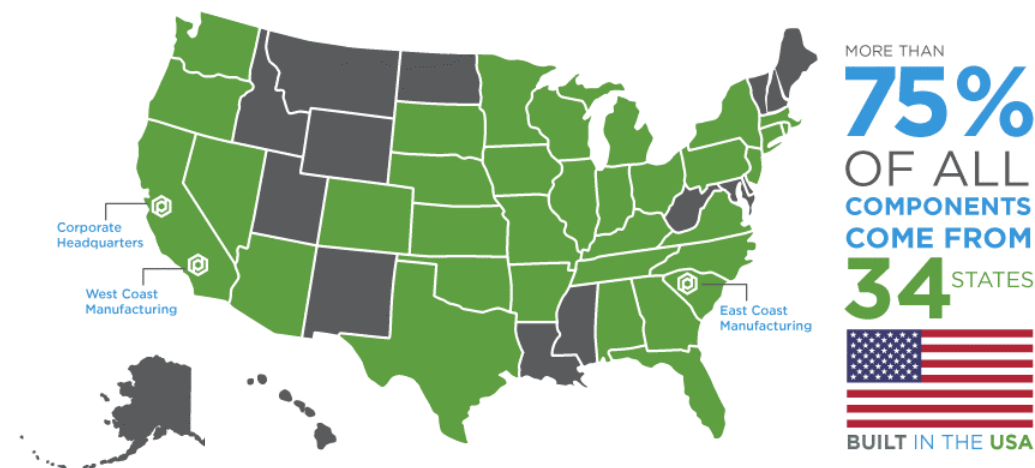 MORE THAN
75%
OF ALL
COMPONENTS
COME FROM
34 STATES
BUILT IN THE USA
Corporate
Headquarters
West Coast
Manufacturing
East Coast
Manufacturing